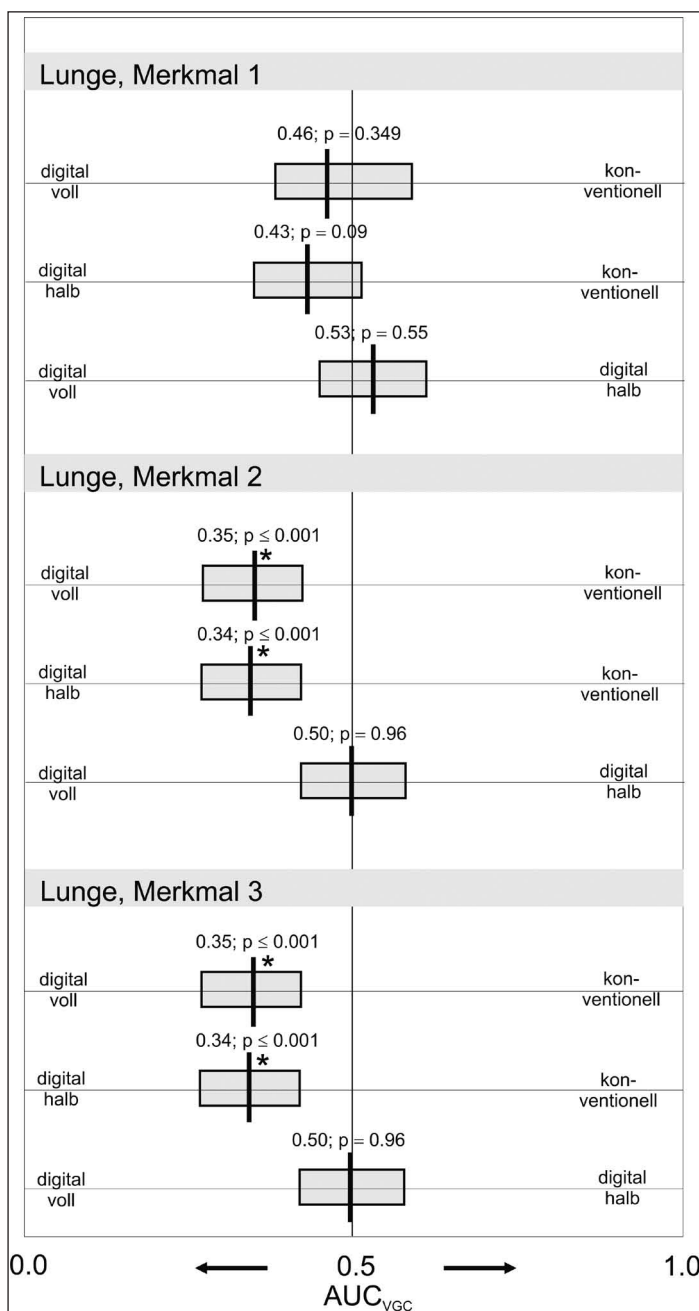 Lunge, Merkmal 1
0.46; p = 0.349
digital
voll
kon-
ventionell
0.43; p = 0.09
digital
halb
kon-
ventionell
0.53; p = 0.55
digital
voll
digital
halb
Lunge, Merkmal 2
0.35; p ≤ 0.001
*
digital
voll
kon-
ventionell
0.34; p ≤ 0.001
*
digital
halb
kon-
ventionell
0.50; p = 0.96
digital
voll
digital
halb
Lunge, Merkmal 3
0.35; p ≤ 0.001
*
digital
voll
kon-
ventionell
0.34; p ≤ 0.001
*
digital
halb
kon-
ventionell
0.50; p = 0.96
digital
voll
digital
halb
0.0 0.5 1.0
AUC_VGC